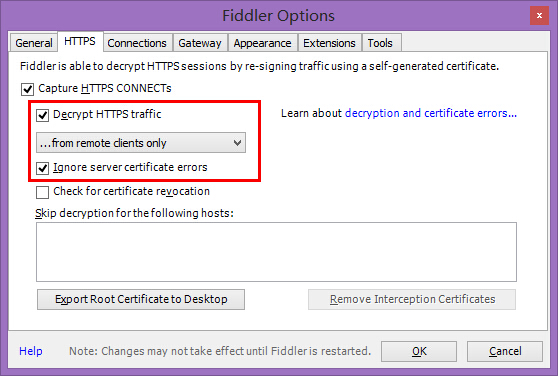 Fiddler Options
General HTTPS Connections Gateway Appearance Extensions Tools
Fiddler is able to decrypt HTTPS sessions by re-signing traffic using a self-generated certificate.
Capture HTTPS CONNECTs
Decrypt HTTPS traffic Learn about decryption and certificate errors...
...from remote clients only
Ignore server certificate errors
Check for certificate revocation
Skip decryption for the following hosts:
Export Root Certificate to Desktop Remove Interception Certificates
Help Note: Changes may not take effect until Fiddler is restarted. OK Cancel